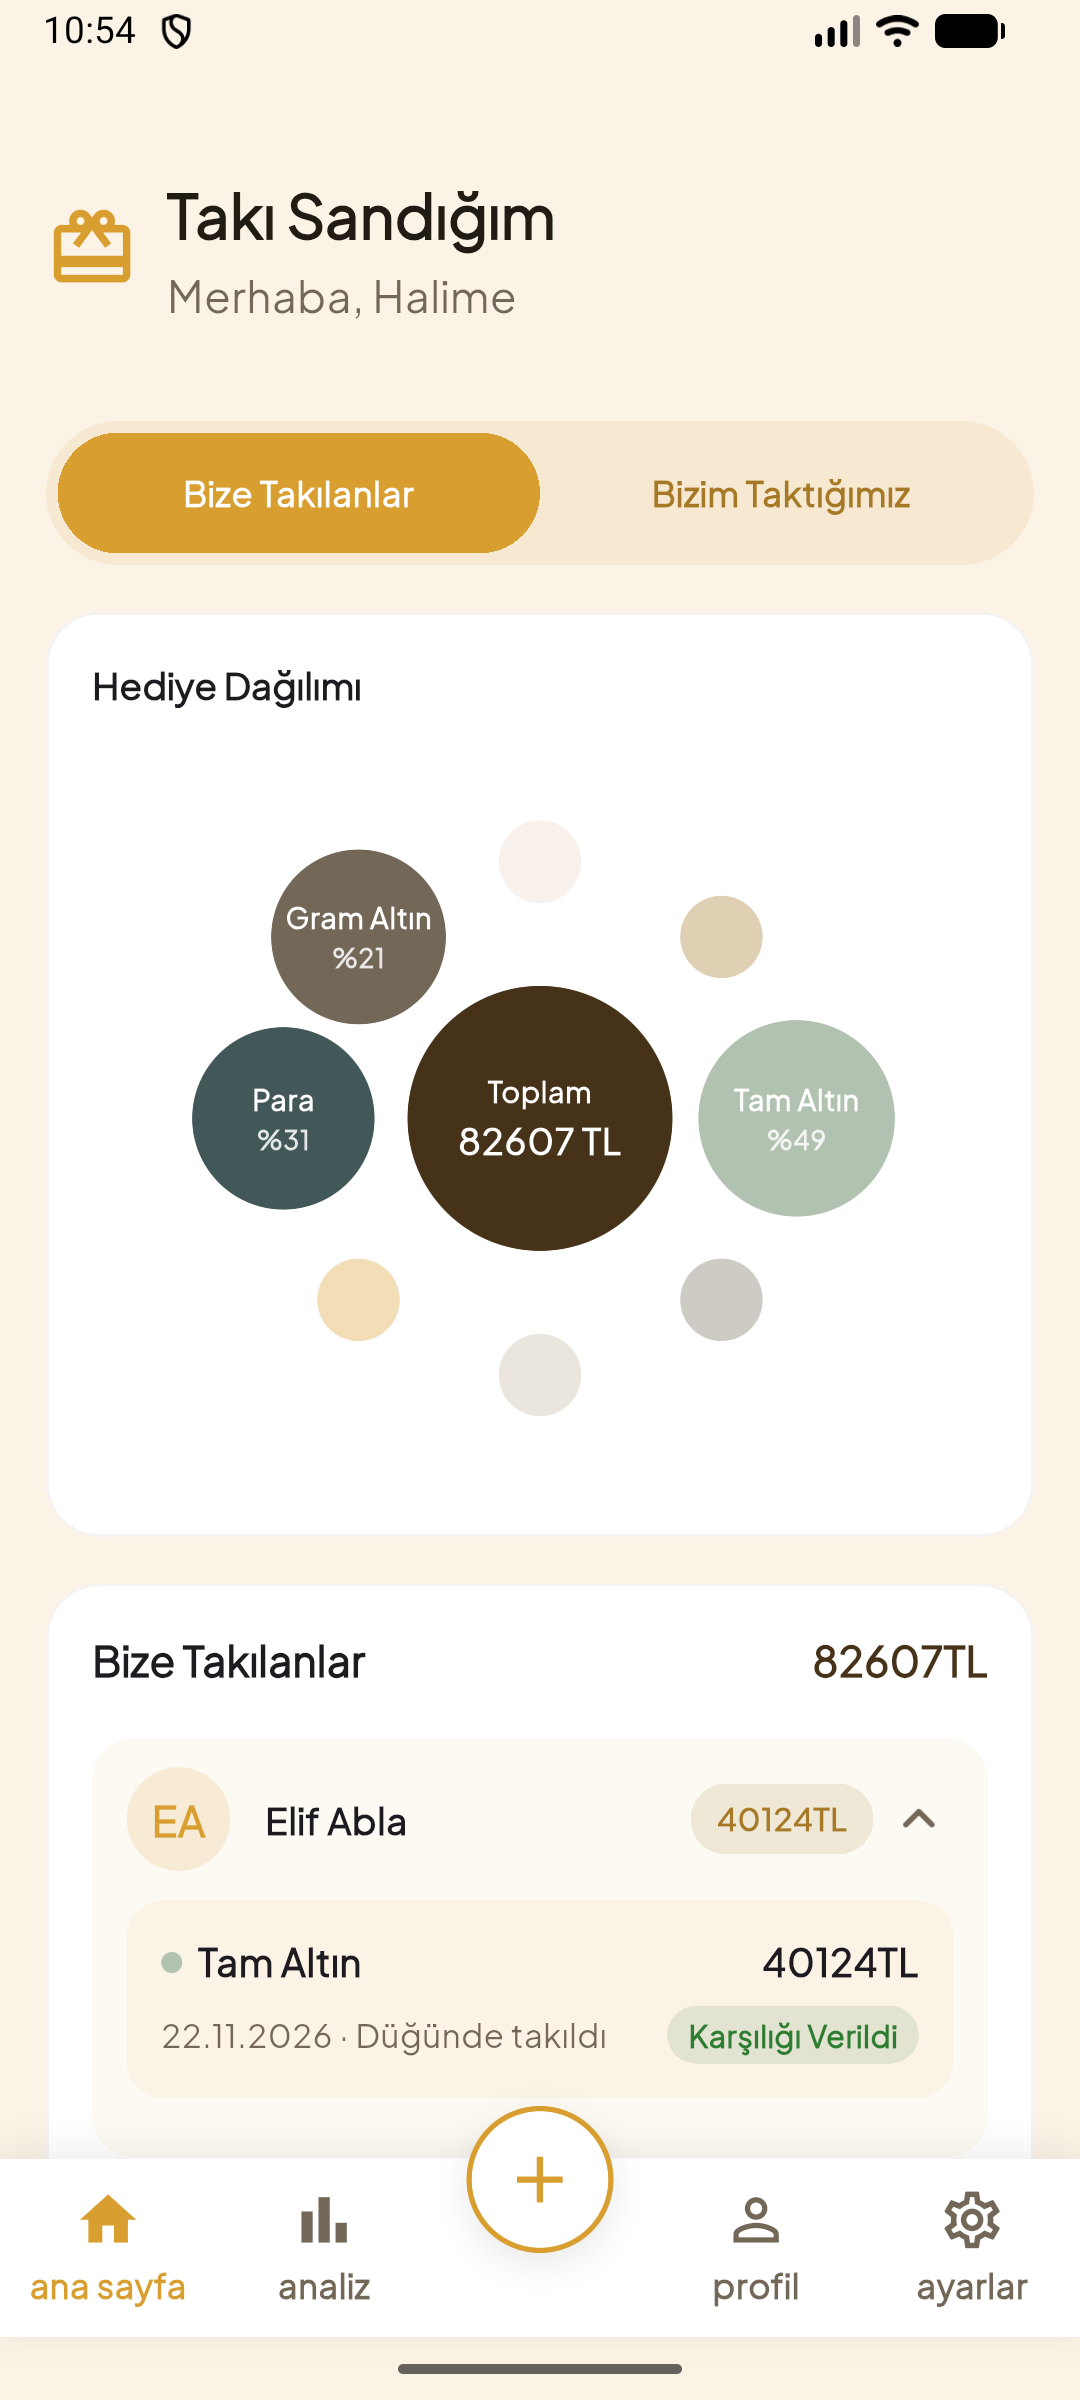 10:54
Takı Sandığım
Merhaba, Halime
Bize Takılanlar
Bizim Taktığımız
Hediye Dağılımı
Gram Altın
%21
Para
%31
Toplam
82607 TL
Tam Altın
%49
Bize Takılanlar
82607TL
EA
Elif Abla
40124TL
Tam Altın
40124TL
22.11.2026 · Düğünde takıldı
Karşılığı Verildi
ana sayfa
analiz
profil
ayarlar